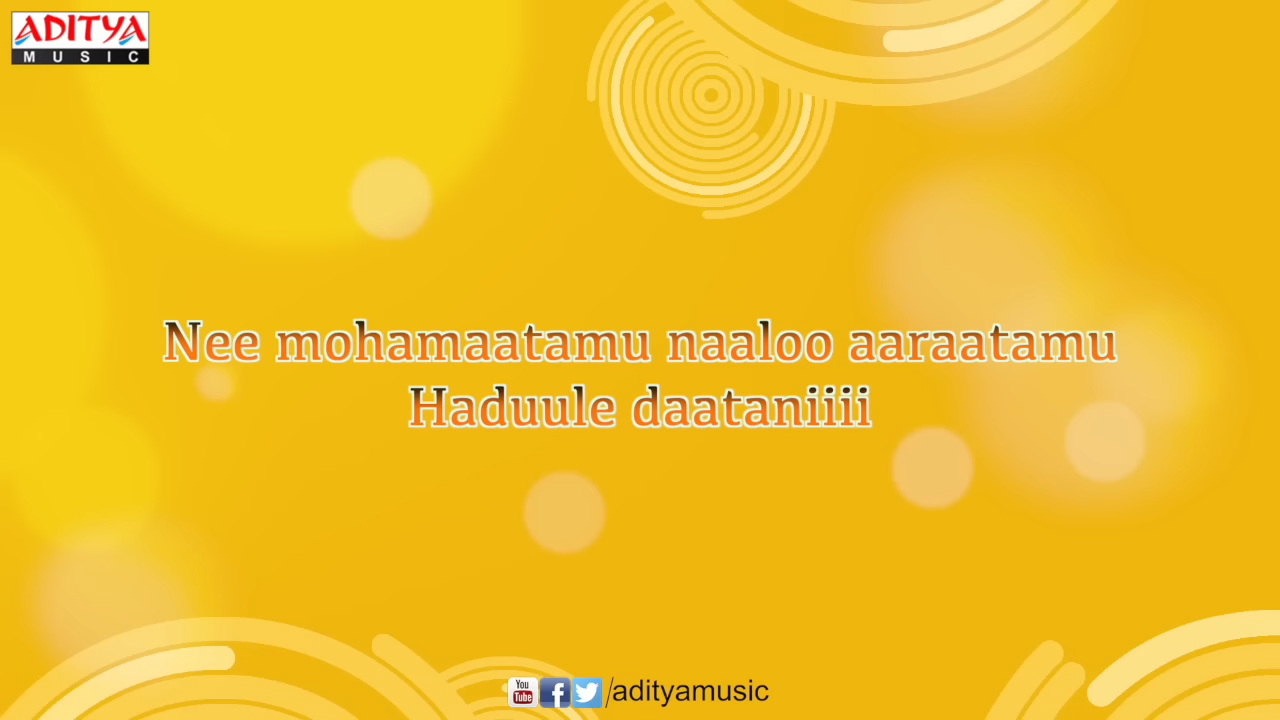 ADITYA
MUSIC
Nee mohamaatamu naaloo aaraatamu
Haduule daataniiii
You
Tube
f
/adityamusic